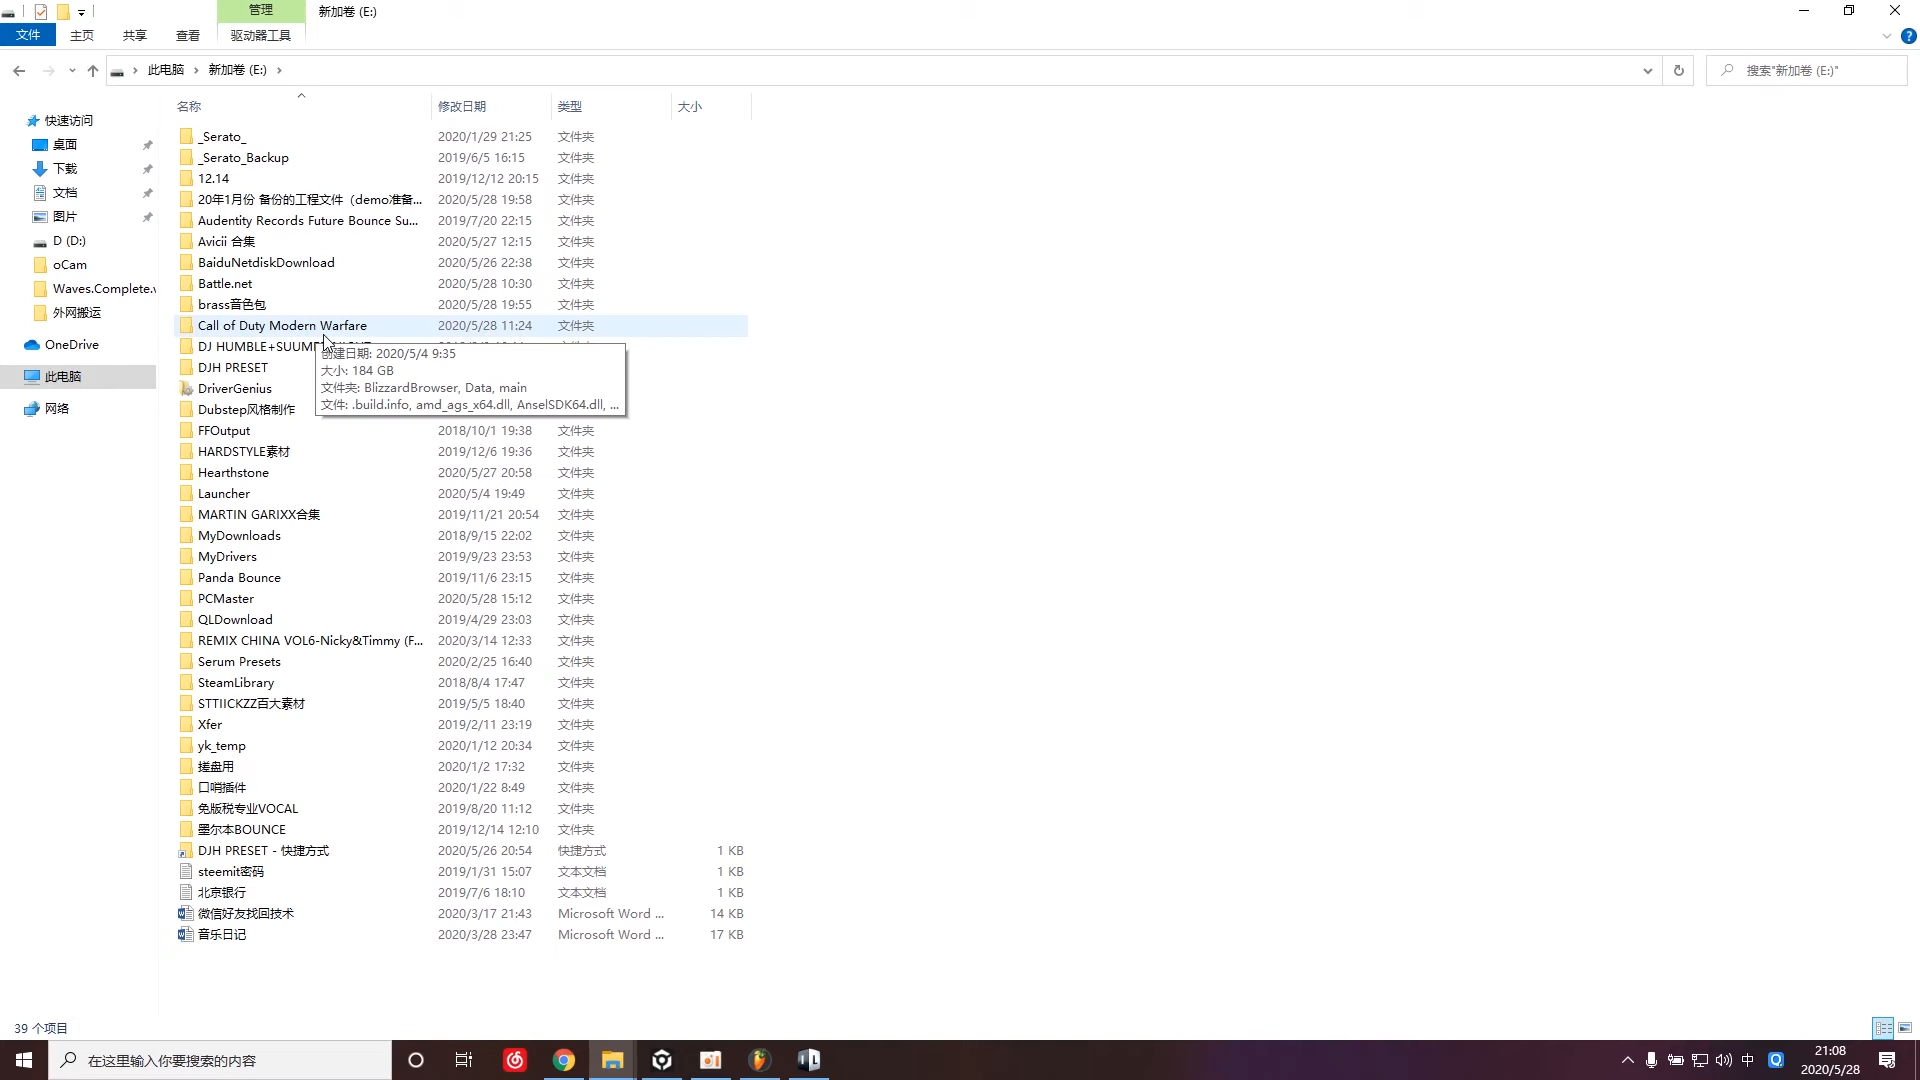 管理
新加卷 (E:)
文件
主页
共享
查看
驱动器工具
此电脑
新加卷 (E:)
搜索"新加卷 (E:)"
名称
修改日期
类型
大小
快速访问
桌面
下载
文档
图片
D (D:)
oCam
Waves.Complete.
外网搬运
OneDrive
此电脑
网络
_Serato_ 2020/1/29 21:25 文件夹
_Serato_Backup 2019/6/5 16:15 文件夹
12.14 2019/12/12 20:15 文件夹
20年1月份 备份的工程文件（demo准备... 2020/5/28 19:58 文件夹
Audentity Records Future Bounce Su... 2019/7/20 22:15 文件夹
Avicii 合集 2020/5/27 12:15 文件夹
BaiduNetdiskDownload 2020/5/26 22:38 文件夹
Battle.net 2020/5/28 10:30 文件夹
brass音色包 2020/5/28 19:55 文件夹
Call of Duty Modern Warfare 2020/5/28 11:24 文件夹
DJ HUMBLE+SUUM
创建日期: 2020/5/4 9:35
DJH PRESET
大小: 184 GB
DriverGenius
文件夹: BlizzardBrowser, Data, main
Dubstep风格制作
文件: .build.info, amd_ags_x64.dll, AnselSDK64.dll, ...
FFOutput 2018/10/1 19:38 文件夹
HARDSTYLE素材 2019/12/6 19:36 文件夹
Hearthstone 2020/5/27 20:58 文件夹
Launcher 2020/5/4 19:49 文件夹
MARTIN GARIXX合集 2019/11/21 20:54 文件夹
MyDownloads 2018/9/15 22:02 文件夹
MyDrivers 2019/9/23 23:53 文件夹
Panda Bounce 2019/11/6 23:15 文件夹
PCMaster 2020/5/28 15:12 文件夹
QLDownload 2019/4/29 23:03 文件夹
REMIX CHINA VOL6-Nicky&Timmy (F... 2020/3/14 12:33 文件夹
Serum Presets 2020/2/25 16:40 文件夹
SteamLibrary 2018/8/4 17:47 文件夹
STTIICKZZ百大素材 2019/5/5 18:40 文件夹
Xfer 2019/2/11 23:19 文件夹
yk_temp 2020/1/12 20:34 文件夹
搓盘用 2020/1/2 17:32 文件夹
口哨插件 2020/1/22 8:49 文件夹
免版税专业VOCAL 2019/8/20 11:12 文件夹
墨尔本BOUNCE 2019/12/14 12:10 文件夹
DJH PRESET - 快捷方式 2020/5/26 20:54 快捷方式 1 KB
steemit密码 2019/1/31 15:07 文本文档 1 KB
北京银行 2019/7/6 18:10 文本文档 1 KB
微信好友找回技术 2020/3/17 21:43 Microsoft Word ... 14 KB
音乐日记 2020/3/28 23:47 Microsoft Word ... 17 KB
39 个项目
在这里输入你要搜索的内容
中
21:08
2020/5/28